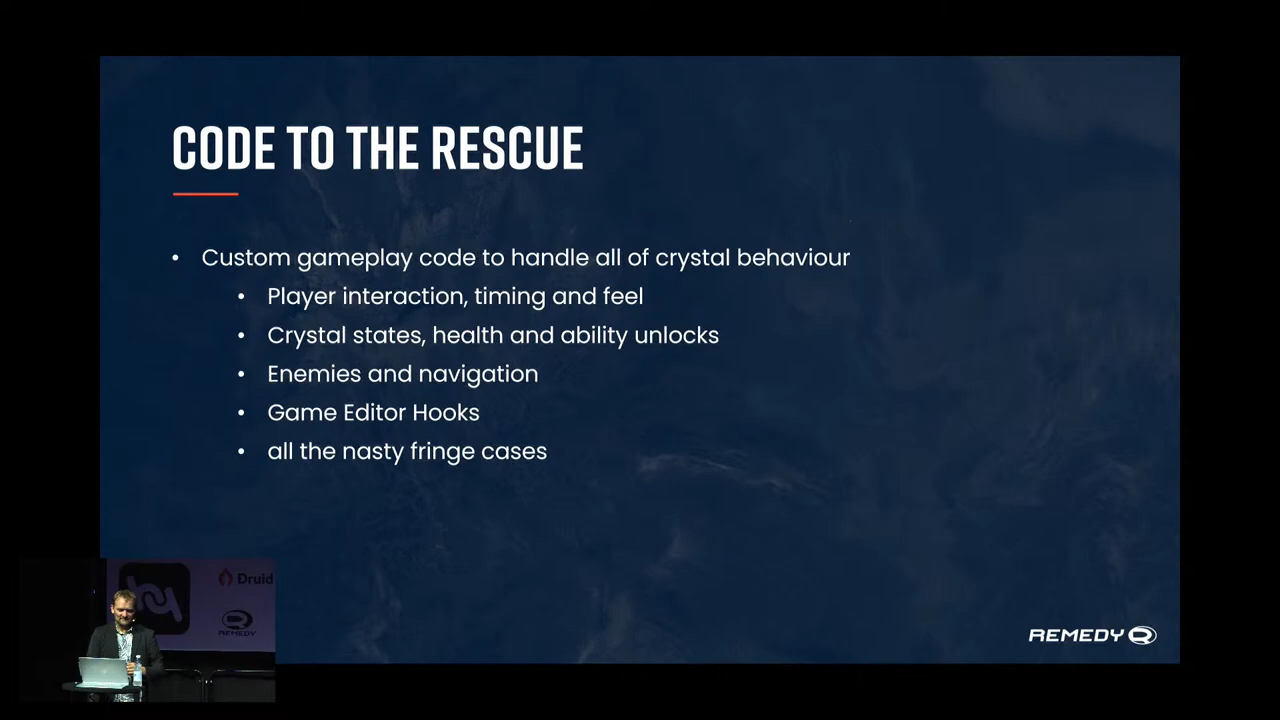 CODE TO THE RESCUE
• Custom gameplay code to handle all of crystal behaviour
• Player interaction, timing and feel
• Crystal states, health and ability unlocks
• Enemies and navigation
• Game Editor Hooks
• all the nasty fringe cases
Druid
REMEDY
REMEDY